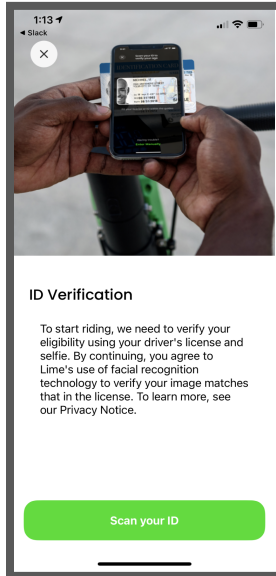 1:13
◀ Slack
ID Verification
To start riding, we need to verify your
eligibility using your driver's license and
selfie. By continuing, you agree to
Lime's use of facial recognition
technology to verify your image matches
that in the license. To learn more, see
our Privacy Notice.
Scan your ID